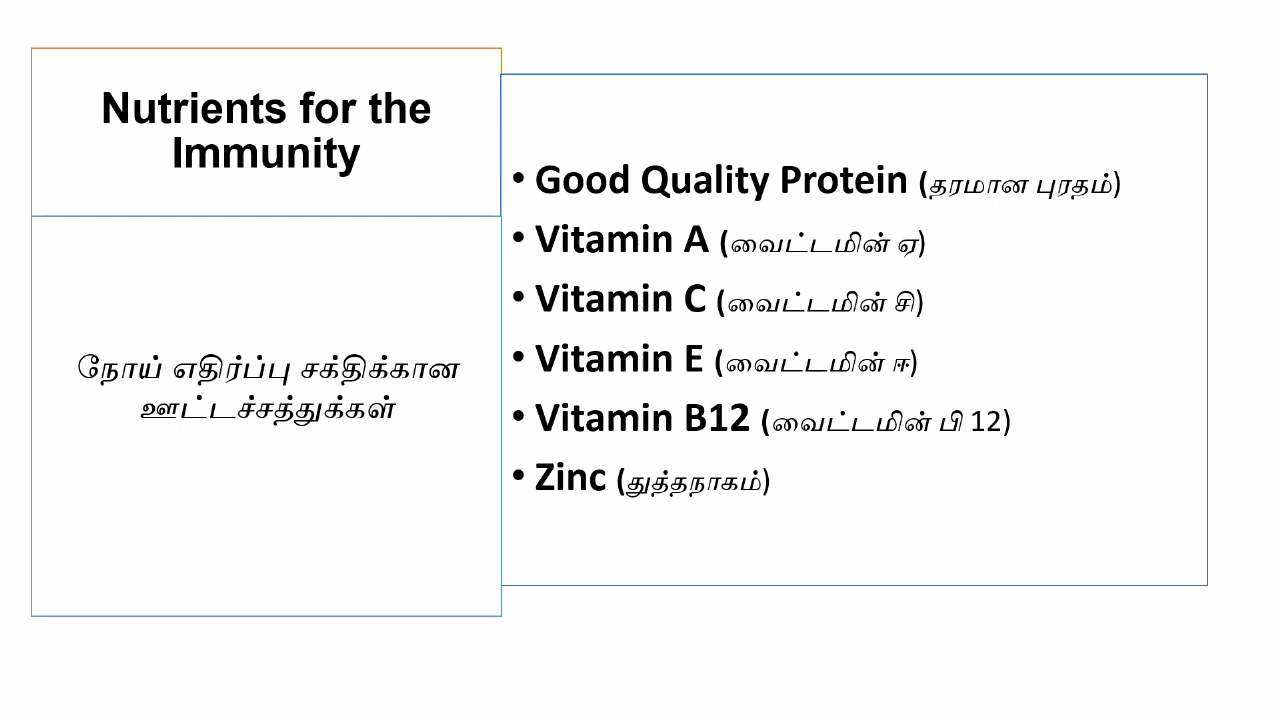 Nutrients for the
Immunity
நோய் எதிர்ப்பு சக்திக்கான
ஊட்டச்சத்துக்கள்
• Good Quality Protein (தரமான புரதம்)
• Vitamin A (வைட்டமின் ஏ)
• Vitamin C (வைட்டமின் சி)
• Vitamin E (வைட்டமின் ஈ)
• Vitamin B12 (வைட்டமின் பி 12)
• Zinc (துத்தநாகம்)